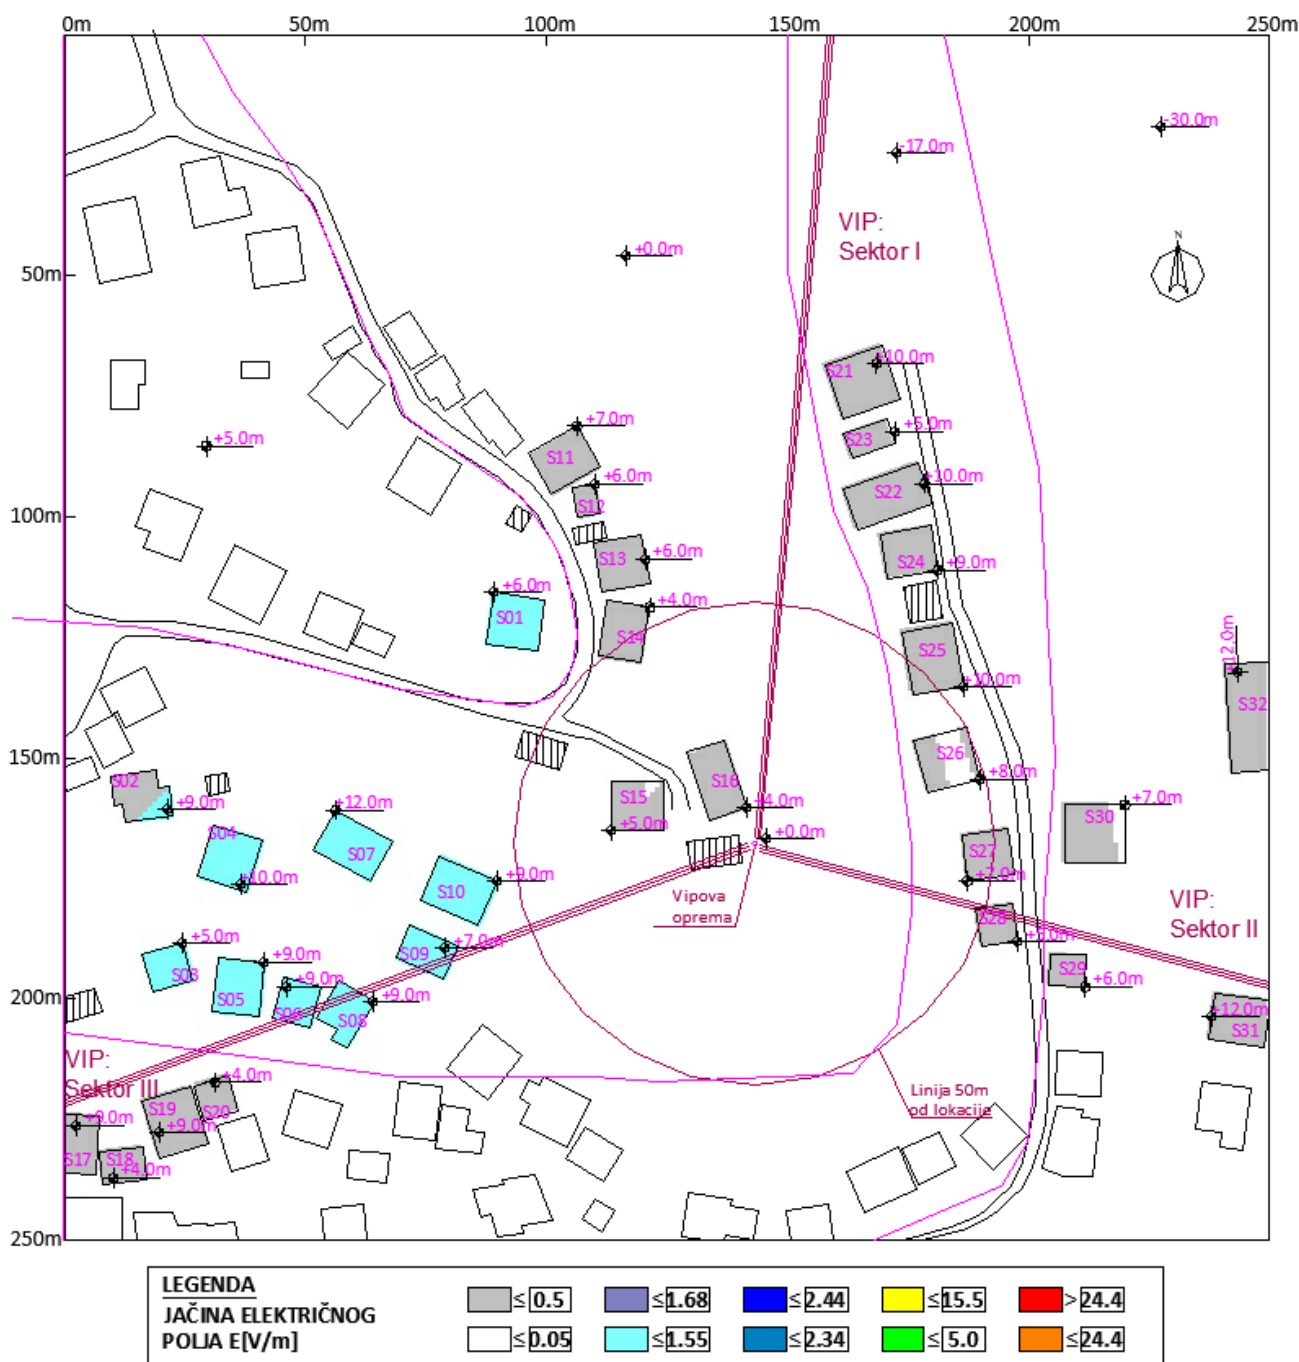 0m
50m
100m
150m
200m
250m
-30.0m
-17.0m
VIP:
Sektor I
N
+0.0m
50m
+10.0m
S21
+7.0m
+5.0m
S23
+5.0m
S11
+6.0m
+10.0m
S22
S12
100m
+6.0m
S13
S24
+9.0m
+6.0m
+4.0m
S01
S14
S25
+12.0m
+10.0m
S32
150m
S26
S02
+8.0m
S16
+9.0m
+12.0m
S15
+4.0m
+7.0m
S30
+5.0m
+0.0m
S04
S07
S27
+10.0m
+9.0m
+7.0m
S10
Vipova
oprema
VIP:
Sektor II
S28
+5.0m
+7.0m
+5.0m
S09
+9.0m
S03
S29
+9.0m
+6.0m
S05
200m
+9.0m
S06
S08
+12.0m
S31
VIP:
Sektor III
+4.0m
Linija 50m
od lokacije
S19
S20
+9.0m
+9.0m
S17
S18
+4.0m
250m
LEGENDA
JAČINA ELEKTRIČNOG
POLJA E[V/m]
≤ 0.5
≤ 1.68
≤ 2.44
≤ 15.5
> 24.4
≤ 0.05
≤ 1.55
≤ 2.34
≤ 5.0
≤ 24.4